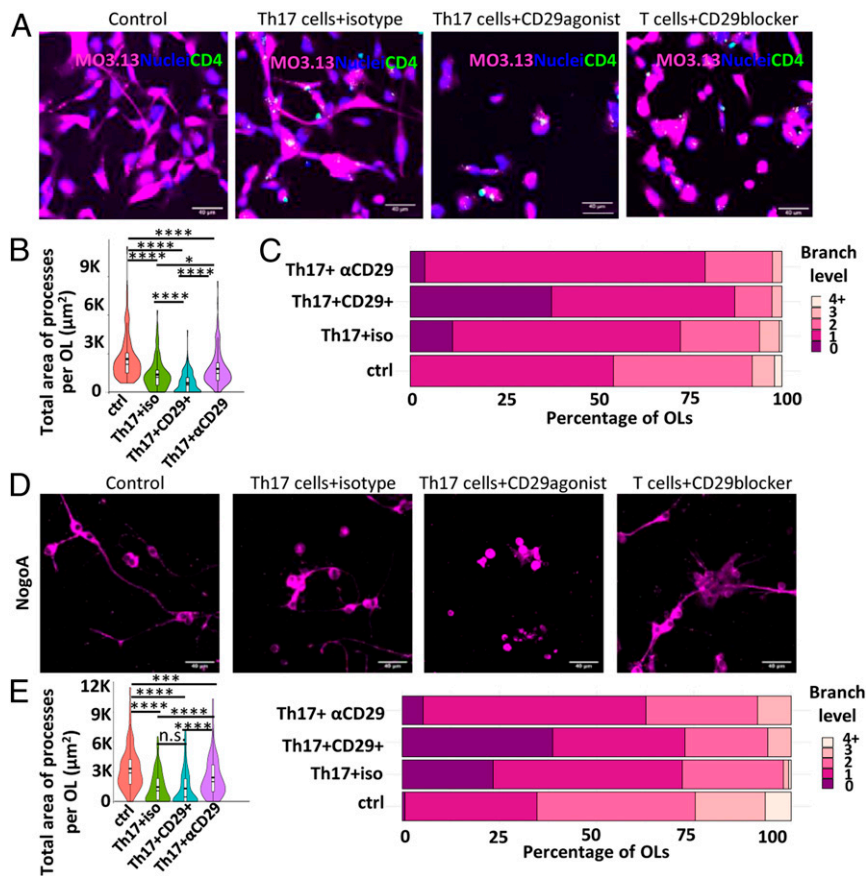 A
Control
Th17 cells+isotype
Th17 cells+CD29agonist
T cells+CD29blocker
MO3.13NucleiCD4
MO3.13NucleiCD4
MO3.13NucleiCD4
MO3.13NucleiCD4
40 µm
40 µm
40 µm
40 µm
B
Total area of processes
per OL (µm²)
9K
6K
3K
0
****
****
****
*
****
****
ctrl
Th17+iso
Th17+CD29+
Th17+αCD29
C
Th17+ αCD29
Th17+CD29+
Th17+iso
ctrl
0 25 50 75 100
Percentage of OLs
Branch
level
4+
3
2
1
0
D
Control
Th17 cells+isotype
Th17 cells+CD29agonist
T cells+CD29blocker
NogoA
40 µm
40 µm
40 µm
40 µm
E
Total area of processes
per OL (µm²)
12K
9K
6K
3K
0
***
****
****
****
****
n.s.
ctrl
Th17+iso
Th17+CD29+
Th17+αCD29
Th17+ αCD29
Th17+CD29+
Th17+iso
ctrl
0 25 50 75 100
Percentage of OLs
Branch
level
4+
3
2
1
0